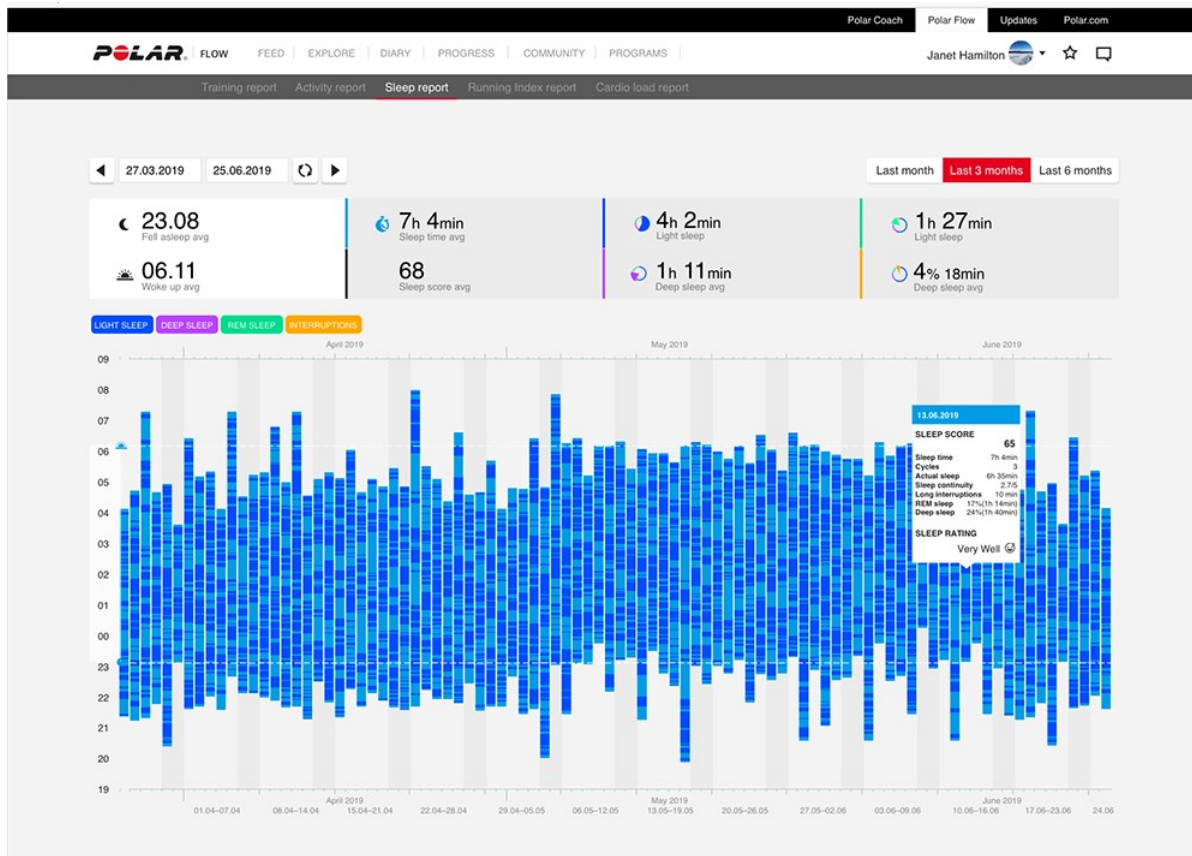 Polar Coach Polar Flow Updates Polar.com
POLAR. FLOW FEED EXPLORE DIARY PROGRESS COMMUNITY PROGRAMS Janet Hamilton
Training report Activity report Sleep report Running Index report Cardio load report
27.03.2019 25.06.2019 Last month Last 3 months Last 6 months
23.08 7h 4min 4h 2min 1h 27min
Fell asleep avg Sleep time avg Light sleep Light sleep
06.11 68 1h 11min 4% 18min
Woke up avg Sleep score avg Deep sleep avg Deep sleep avg
LIGHT SLEEP DEEP SLEEP REM SLEEP INTERRUPTIONS
April 2019 May 2019 June 2019
09
08
07
06
05
04
03
02
01
00
23
22
21
20
19
13.06.2019
SLEEP SCORE
65
Sleep time 7h 4min
Cycles 3
Actual sleep 6h 35min
Sleep continuity 2.7/5
Long interruptions 10 min
REM sleep 17%(1h 14min)
Deep sleep 24%(1h 40min)
SLEEP RATING
Very Well
April 2019 May 2019 June 2019
01.04–07.04 08.04–14.04 15.04–21.04 22.04–28.04 29.04–05.05 06.05–12.05 13.05–19.05 20.05–26.05 27.05–02.06 03.06–09.06 10.06–16.06 17.06–23.06 24.06